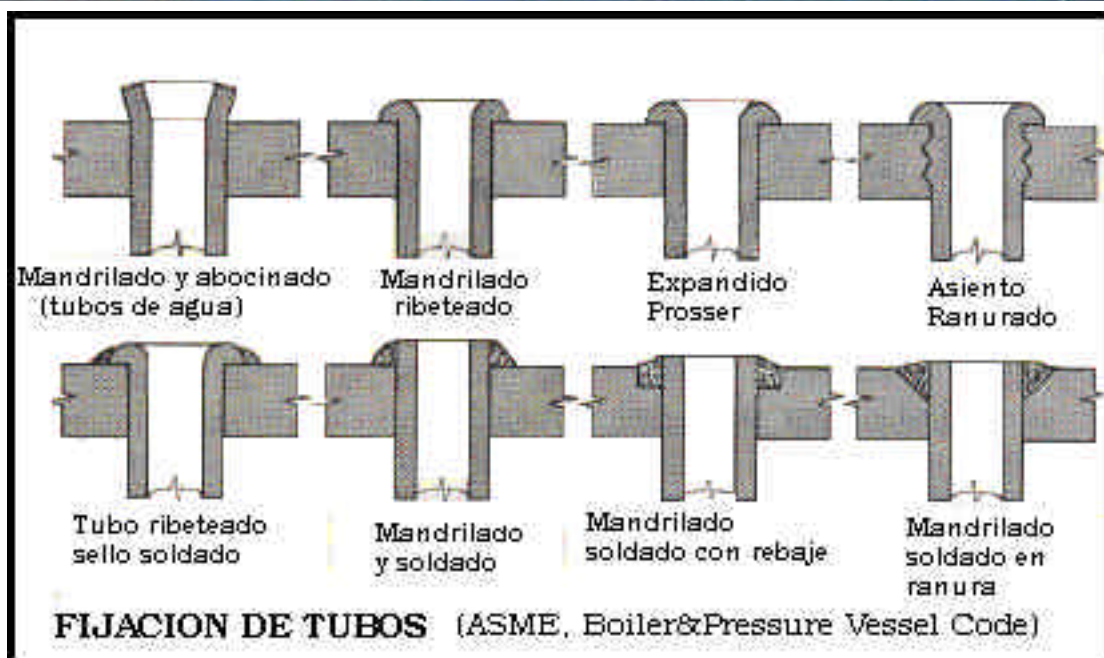 Mandrilado y abocinado
(tubos de agua)
Mandrilado
ribeteado
Expandido
Prosser
Asiento
Ranurado
Tubo ribeteado
sello soldado
Mandrilado
y soldado
Mandrilado
soldado con rebaje
Mandrilado
soldado en
ranura
FIJACION DE TUBOS (ASME, Boiler&Pressure Vessel Code)